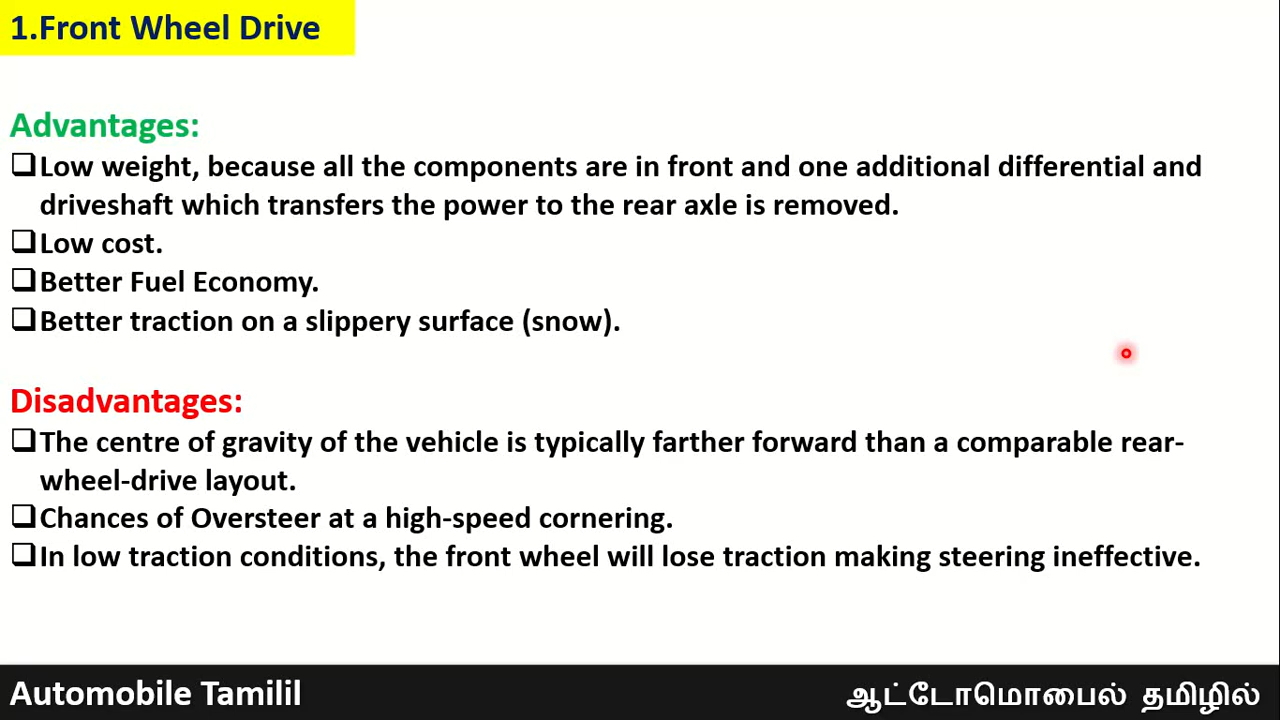 1.Front Wheel Drive
Advantages:
❑Low weight, because all the components are in front and one additional differential and
driveshaft which transfers the power to the rear axle is removed.
❑Low cost.
❑Better Fuel Economy.
❑Better traction on a slippery surface (snow).
Disadvantages:
❑The centre of gravity of the vehicle is typically farther forward than a comparable rear-
wheel-drive layout.
❑Chances of Oversteer at a high-speed cornering.
❑In low traction conditions, the front wheel will lose traction making steering ineffective.
Automobile Tamilil
ஆட்டோமொபைல் தமிழில்